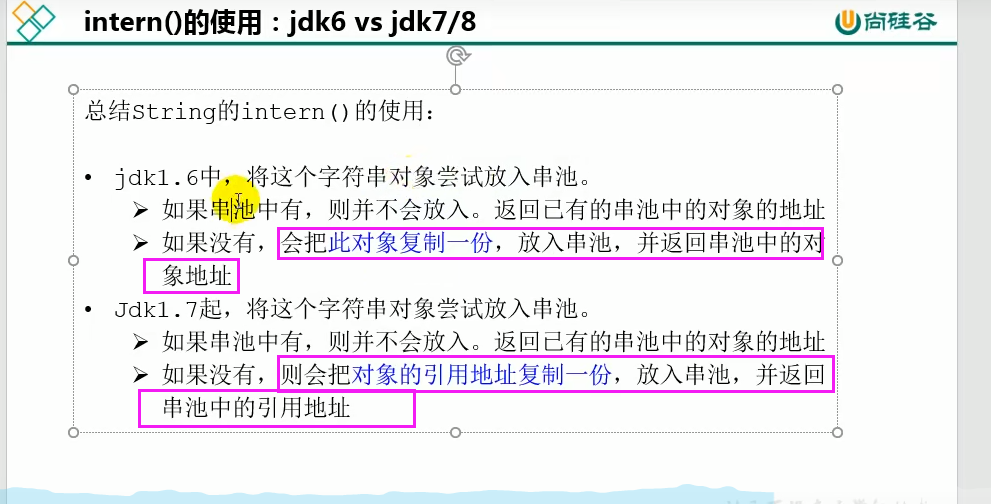 intern()的使用：jdk6 vs jdk7/8
尚硅谷
总结String的intern()的使用：
• jdk1.6中，将这个字符串对象尝试放入串池。
➢ 如果串池中有，则并不会放入。返回已有的串池中的对象的地址
➢ 如果没有，会把此对象复制一份，放入串池，并返回串池中的对
象地址
• Jdk1.7起，将这个字符串对象尝试放入串池。
➢ 如果串池中有，则并不会放入。返回已有的串池中的对象的地址
➢ 如果没有，则会把对象的引用地址复制一份，放入串池，并返回
串池中的引用地址